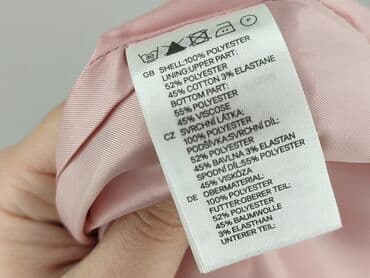 30
P
GB SHELL:100% POLYESTER
LINING:UPPER PART:
52% POLYESTER
45% COTTON 3% ELASTANE
BOTTOM PART:
55% POLYESTER
45% VISCOSE
CZ SVRCHNÍ LÁTKA:
100% POLYESTER
PODŠÍVKA:SVRCHNÍ DÍL:
52% POLYESTER
45% BAVLNA 3% ELASTAN
SPODNÍ DÍL:55% POLYESTER
45% VISKÓZA
DE OBERMATERIAL:
100% POLYESTER
FUTTER:OBERER TEIL:
52% POLYESTER
45% BAUMWOLLE
3% ELASTHAN
UNTERER TEIL: